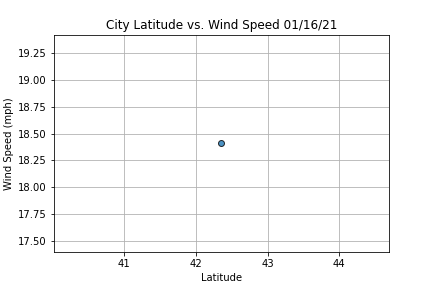 City Latitude vs. Wind Speed 01/16/21
19.25
19.00
18.75
18.50
18.25
18.00
17.75
17.50
Wind Speed (mph)
41 42 43 44
Latitude